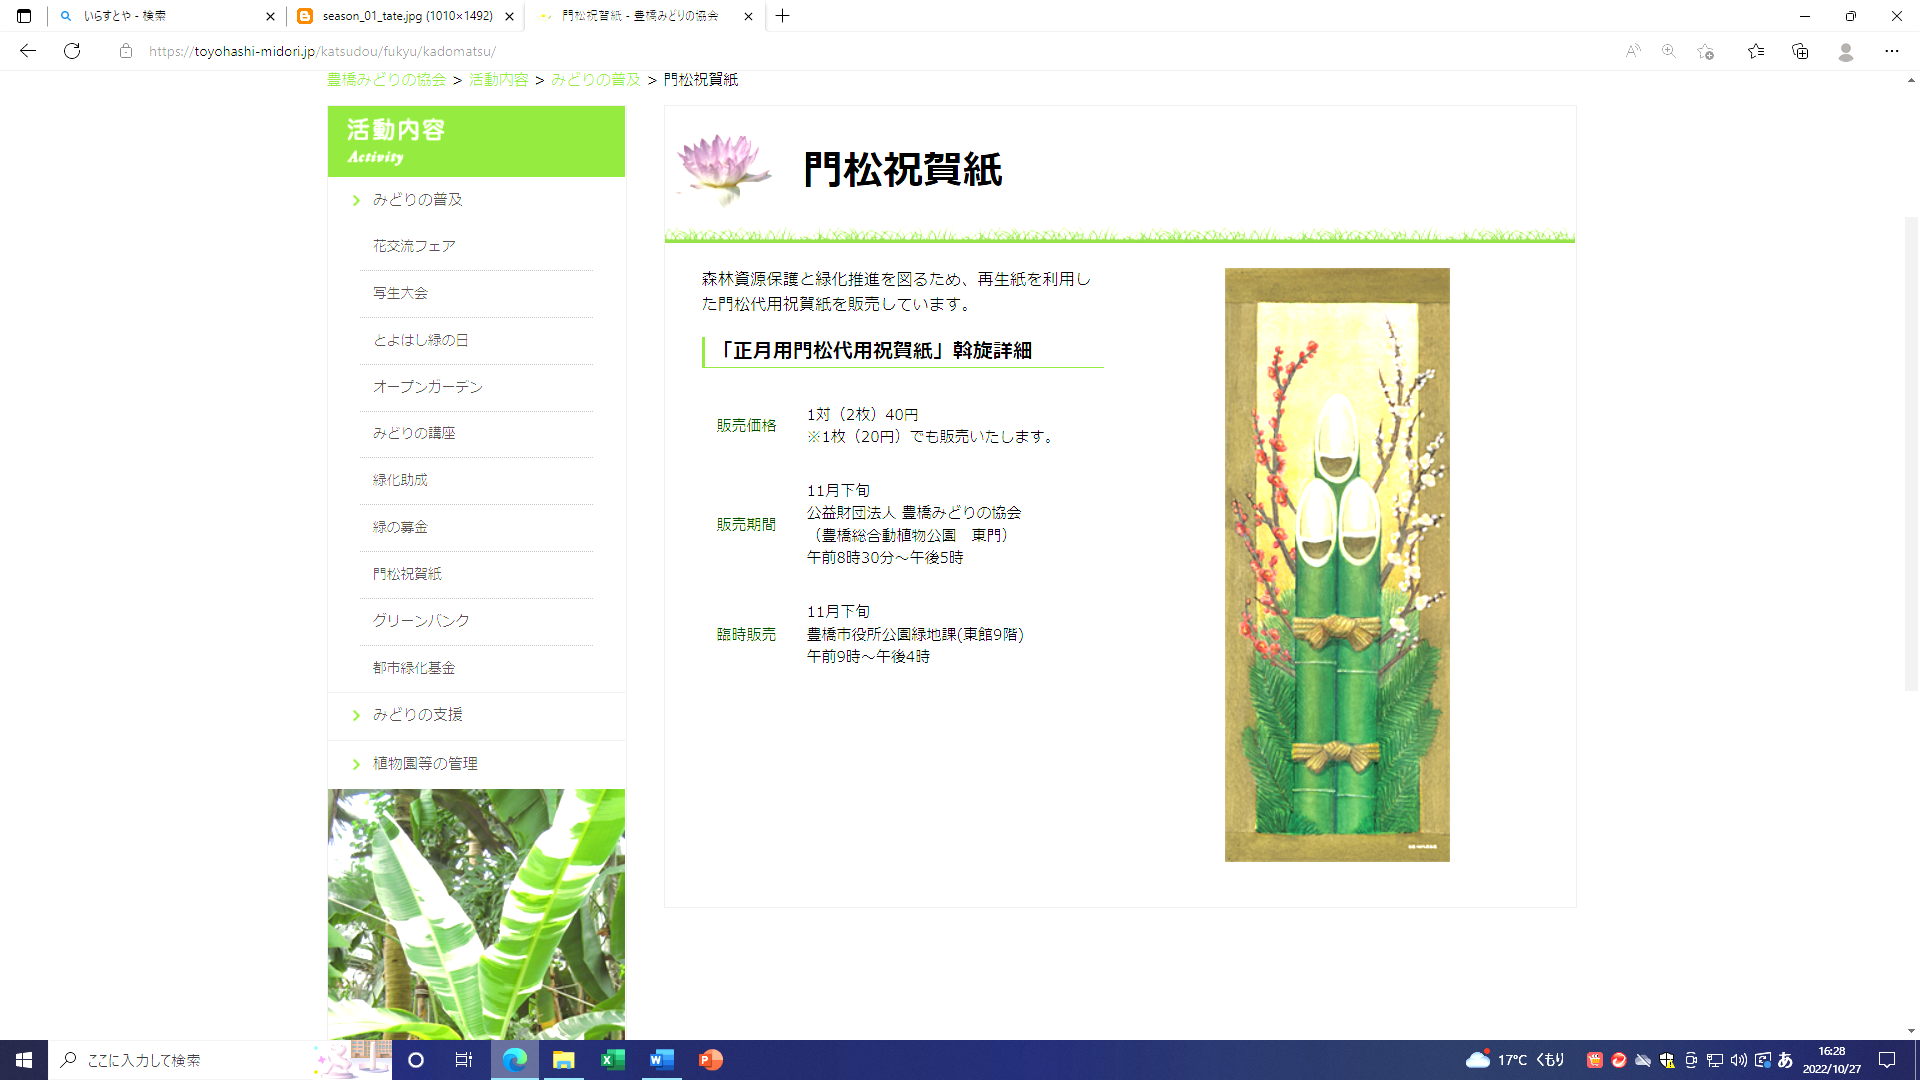 いらすとや - 検索
season_01_tate.jpg (1010×1492)
門松祝賀紙 - 豊橋みどりの協会
https://toyohashi-midori.jp/katsudou/fukyu/kadomatsu/
豊橋みどりの協会 > 活動内容 > みどりの普及 > 門松祝賀紙
活動内容
Activity
みどりの普及
花交流フェア
写生大会
とよはし緑の日
オープンガーデン
みどりの講座
緑化助成
緑の募金
門松祝賀紙
グリーンバンク
都市緑化基金
みどりの支援
植物園等の管理
門松祝賀紙
森林資源保護と緑化推進を図るため、再生紙を利用し
た門松代用祝賀紙を販売しています。
「正月用門松代用祝賀紙」斡旋詳細
販売価格
1対（2枚）40円
※1枚（20円）でも販売いたします。
販売期間
11月下旬
公益財団法人 豊橋みどりの協会
（豊橋総合動植物公園　東門）
午前8時30分～午後5時
臨時販売
11月下旬
豊橋市役所公園緑地課(東館9階)
午前9時～午後4時
ここに入力して検索
17°C くもり
あ
16:28
2022/10/27